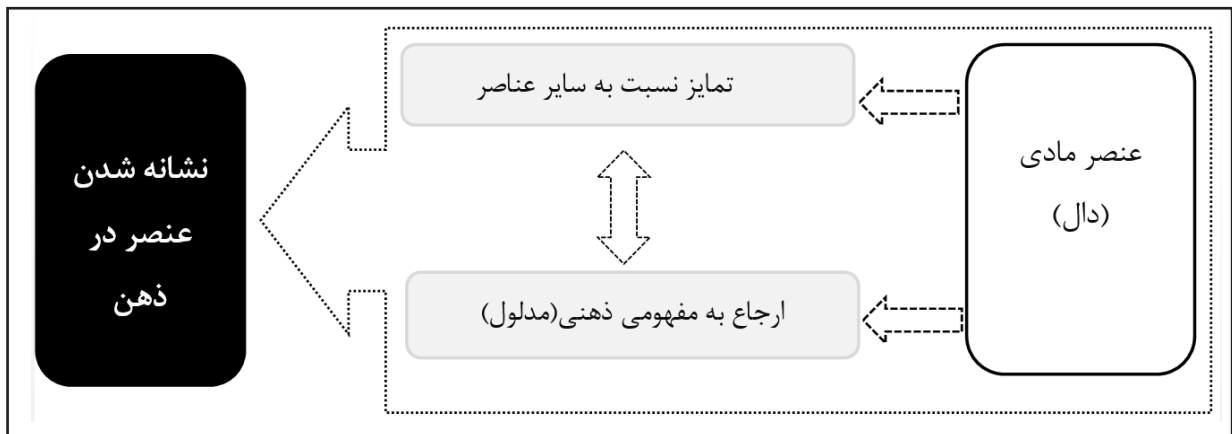 عنصر مادی
(دال)
تمایز نسبت به سایر عناصر
ارجاع به مفهومی ذهنی(مدلول)
نشانه شدن
عنصر در
ذهن